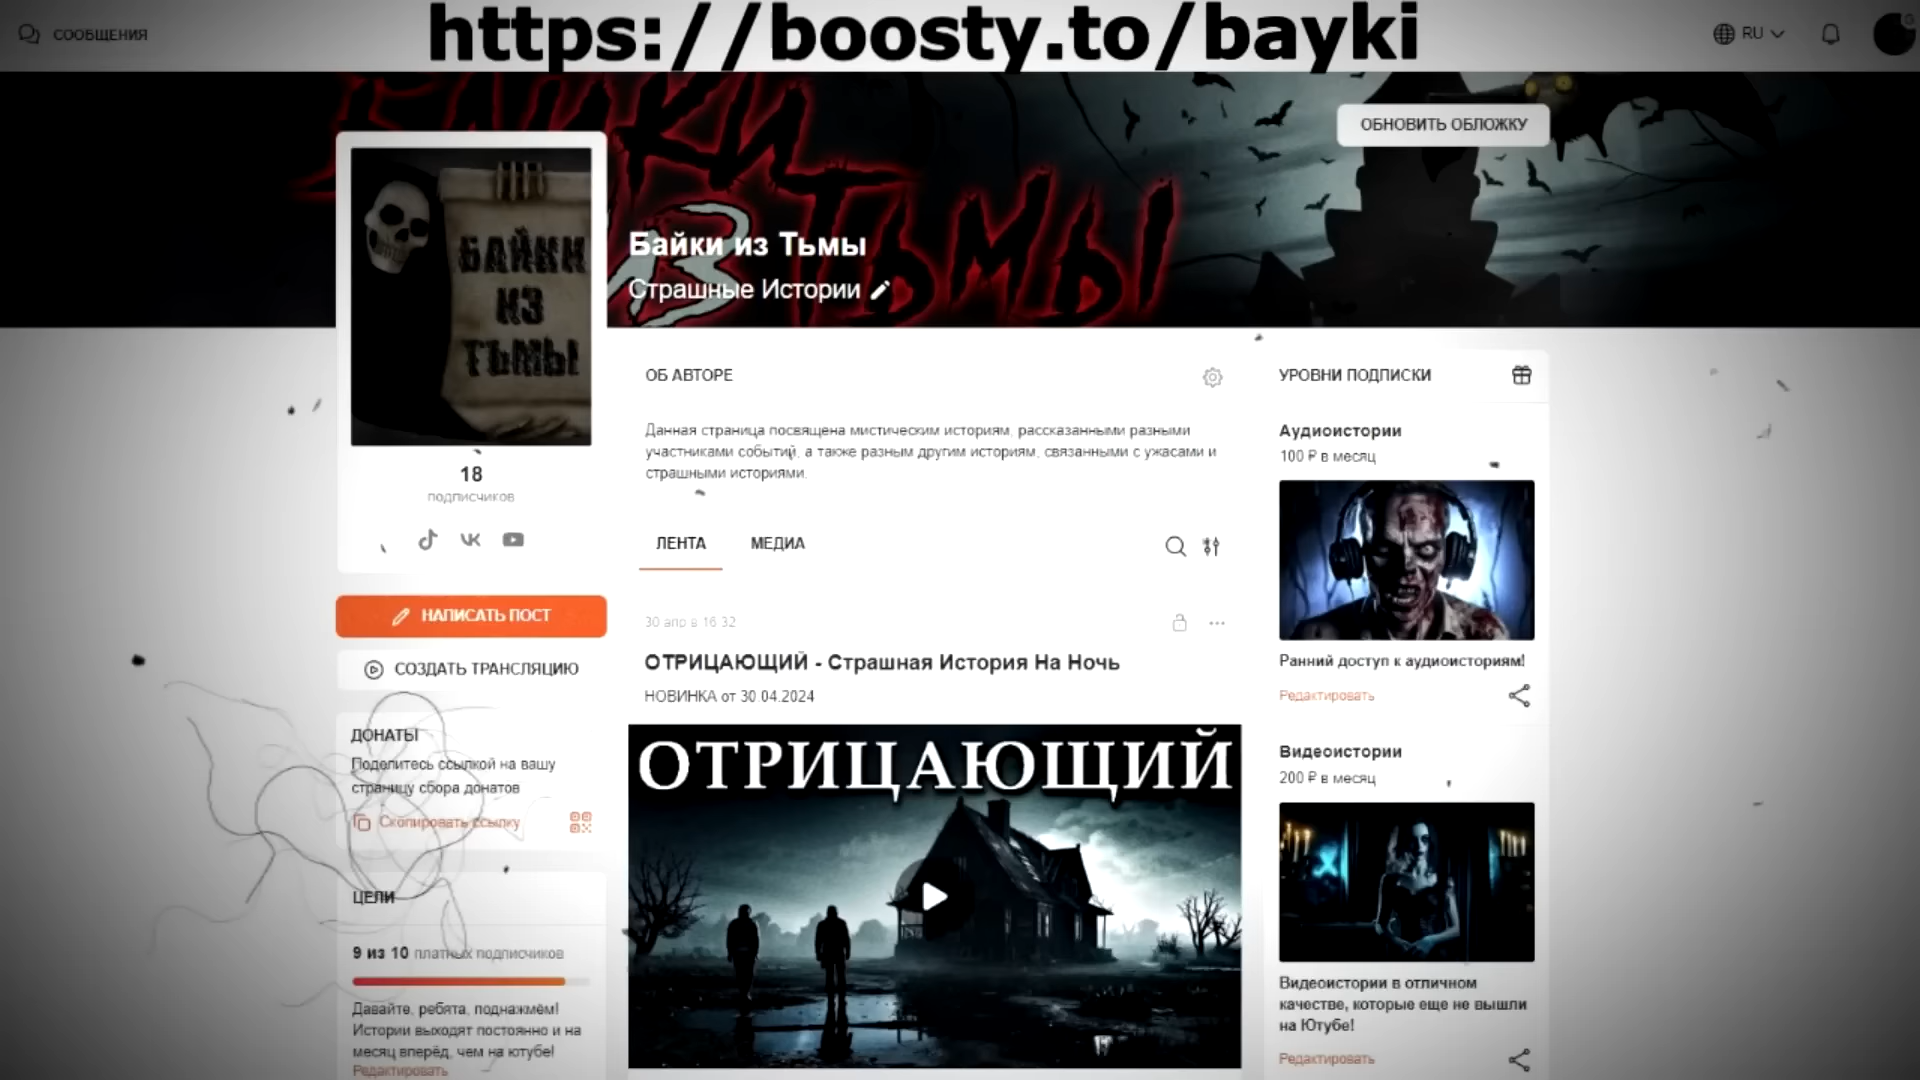 https://boosty.to/bayki
СООБЩЕНИЯ
RU
ОБНОВИТЬ ОБЛОЖКУ
БАЙКИ
ИЗ
ТЬМЫ
БАЙКИ
ИЗ
ТЬМЫ
Байки из Тьмы
Страшные Истории
18
подписчиков
НАПИСАТЬ ПОСТ
СОЗДАТЬ ТРАНСЛЯЦИЮ
ДОНАТЫ
Поделитесь ссылкой на вашу
страницу сбора донатов
Скопировать ссылку
ЦЕЛИ
9 из 10 платных подписчиков
Давайте, ребята, поднажмём!
Истории выходят постоянно и на
месяц вперёд, чем на ютубе!
Редактировать
ОБ АВТОРЕ
Данная страница посвящена мистическим историям, рассказанными разными
участниками событий, а также разным другим историям, связанными с ужасами и
страшными историями.
ЛЕНТА
МЕДИА
30 апр в 16:32
ОТРИЦАЮЩИЙ - Страшная История На Ночь
НОВИНКА от 30.04.2024
ОТРИЦАЮЩИЙ
УРОВНИ ПОДПИСКИ
Аудиоистории
100 ₽ в месяц
Ранний доступ к аудиоисториям!
Редактировать
Видеоистории
200 ₽ в месяц
Видеоистории в отличном
качестве, которые еще не вышли
на Ютубе!
Редактировать